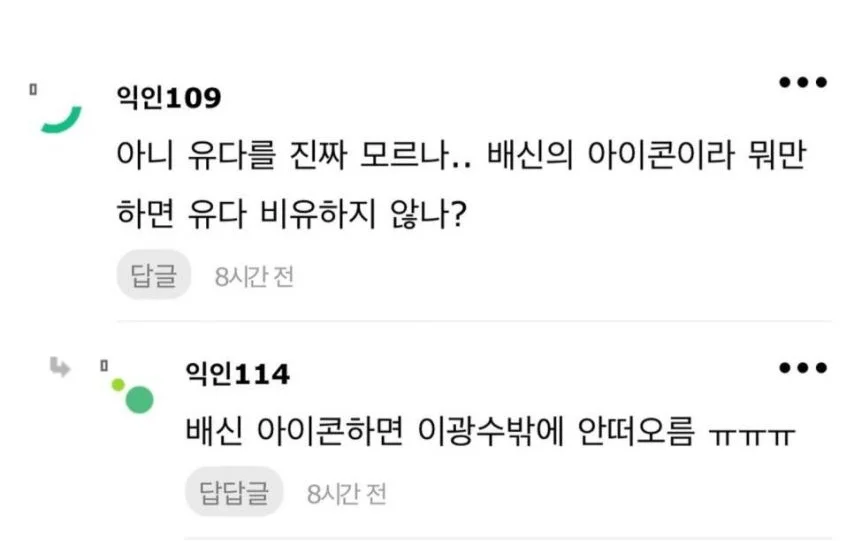 익인109
아니 유다를 진짜 모르나.. 배신의 아이콘이라 뭐만
하면 유다 비유하지 않나?
답글 8시간 전
익인114
배신 아이콘하면 이광수밖에 안떠오름 ㅠㅠㅠ
답답글 8시간 전